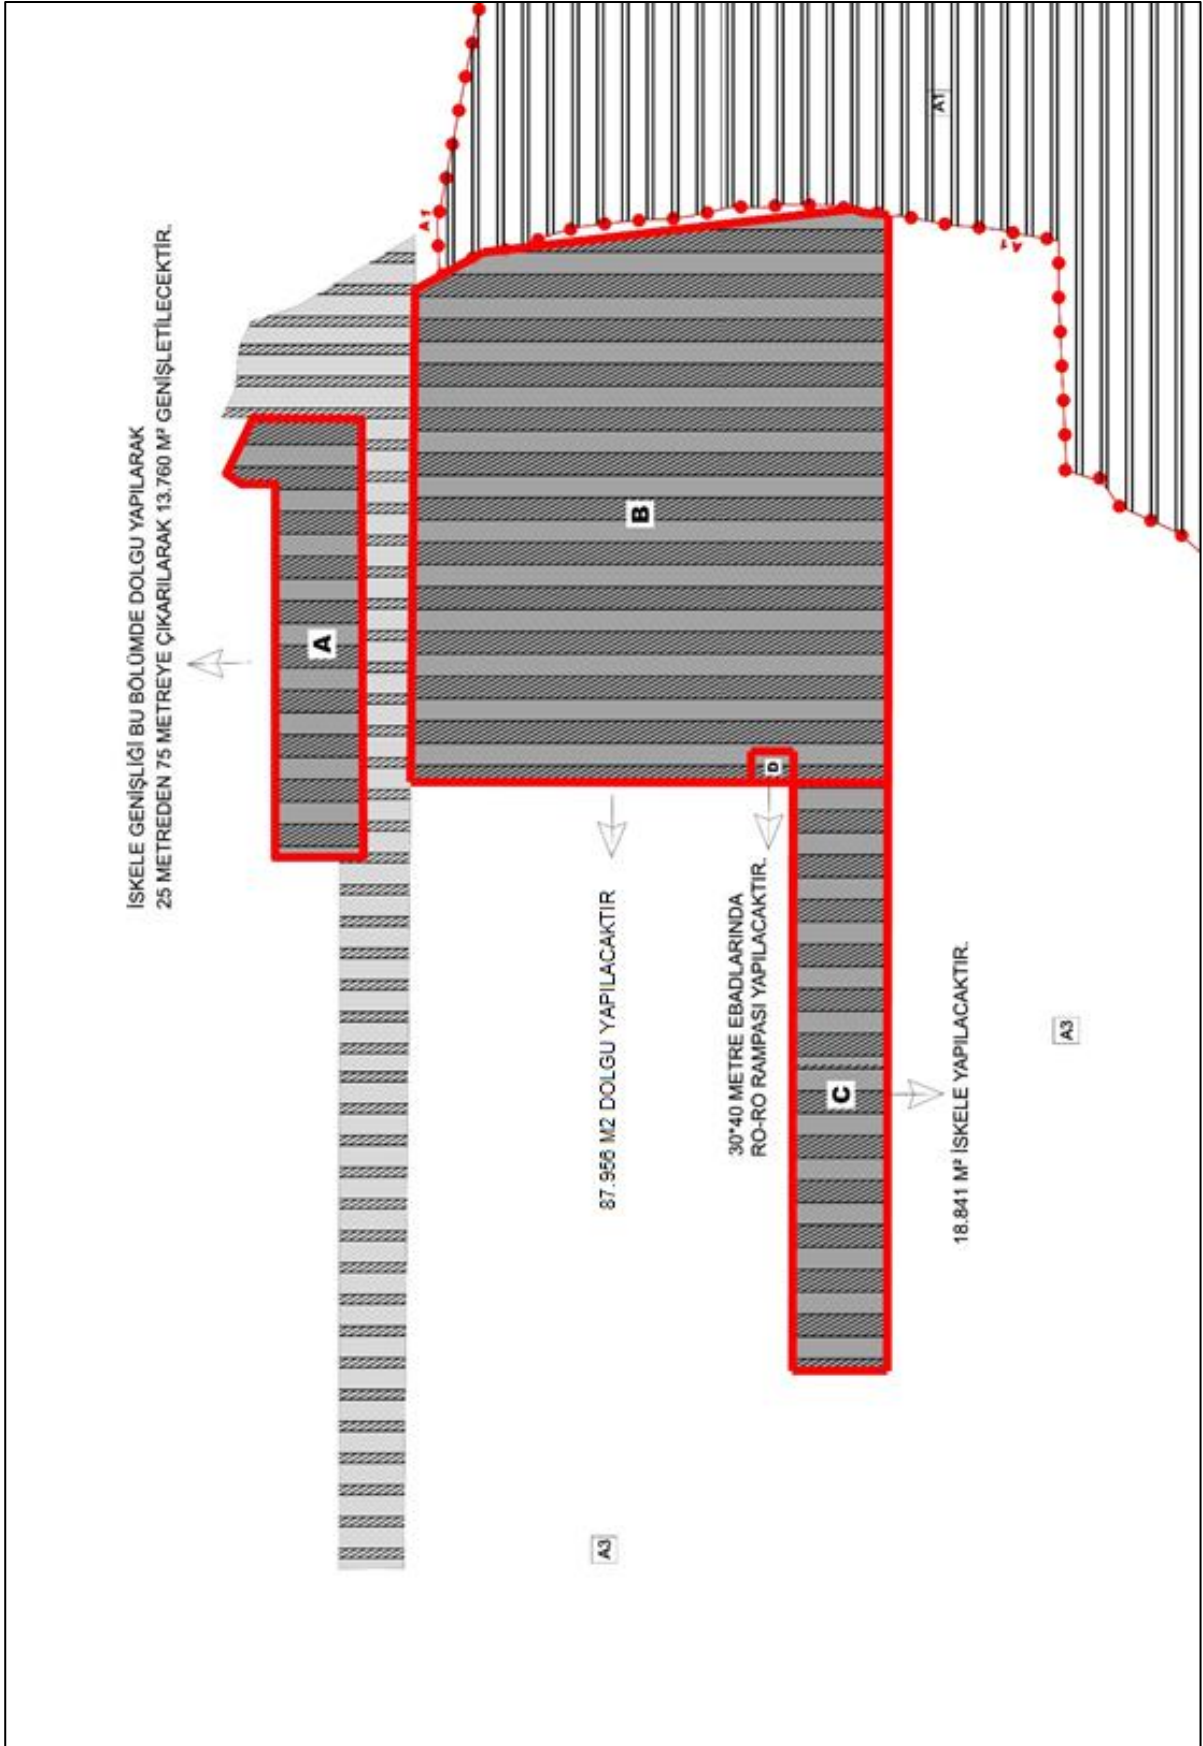 İSKELE GENİŞLİĞİ BU BÖLÜMDE DOLGU YAPILARAK
25 METREDEN 75 METREYE ÇIKARILARAK 13.760 M² GENİŞLETİLECEKTİR.
A
A 1
A1
B
D
87.956 M2 DOLGU YAPILACAKTIR
30*40 METRE EBADLARINDA
RO-RO RAMPASI YAPILACAKTIR.
C
18.841 M² İSKELE YAPILACAKTIR.
A1
A3
A3